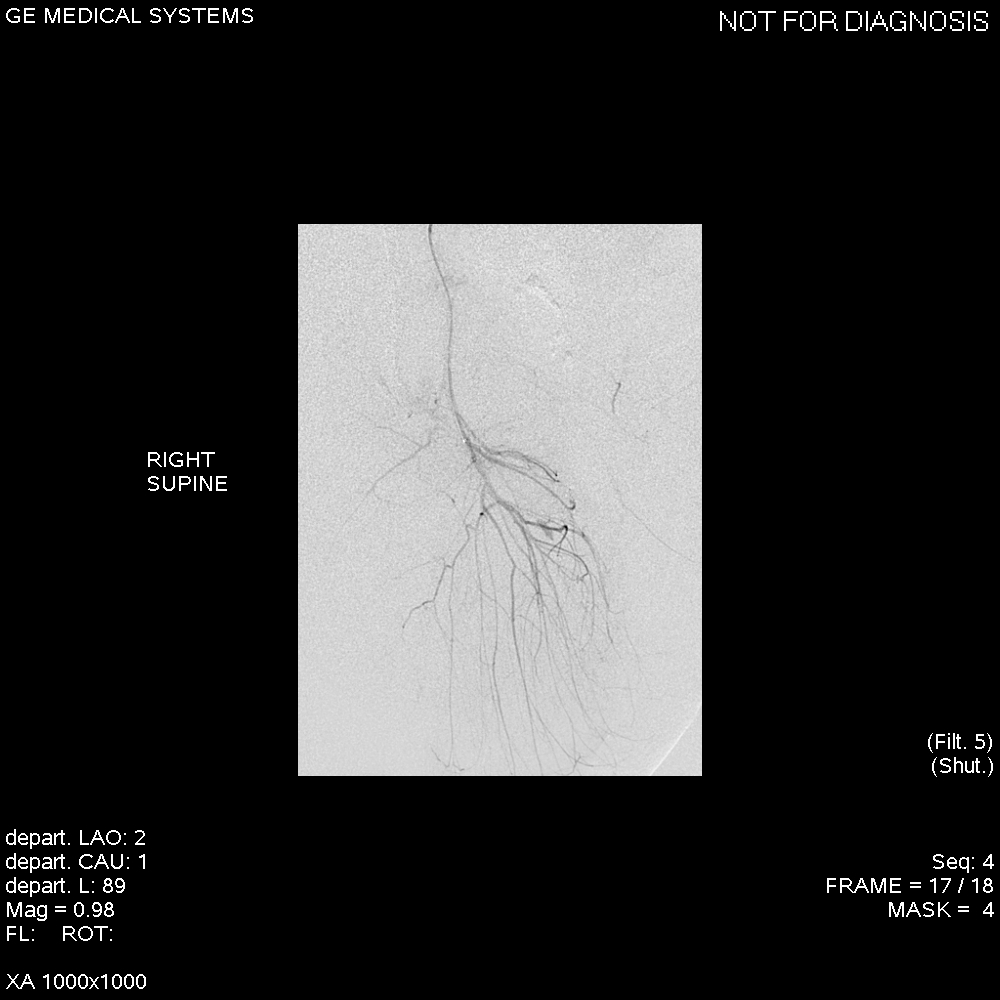 GE MEDICAL SYSTEMS
NOT FOR DIAGNOSIS
RIGHT
SUPINE
(Filt. 5)
(Shut.)
depart. LAO: 2
depart. CAU: 1
depart. L: 89
Mag = 0.98
FL: ROT:
XA 1000x1000
Seq: 4
FRAME = 17 / 18
MASK = 4